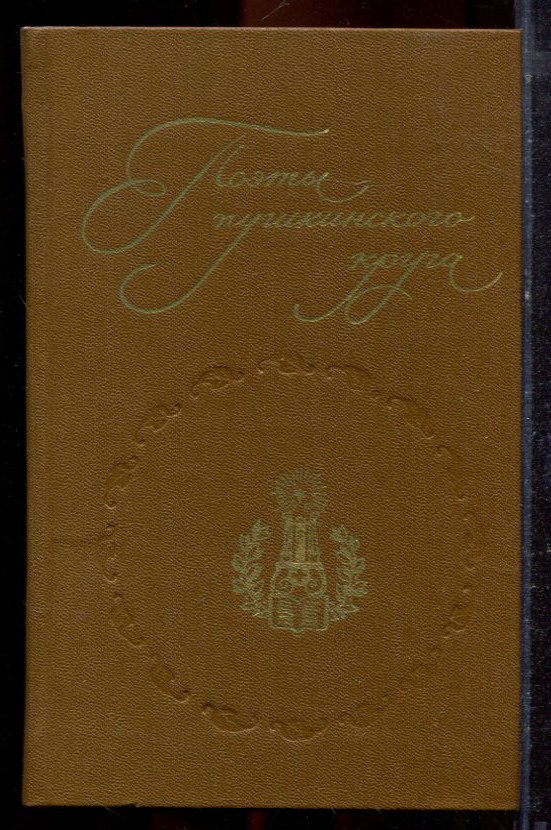 Поэты
пушкинского
круга